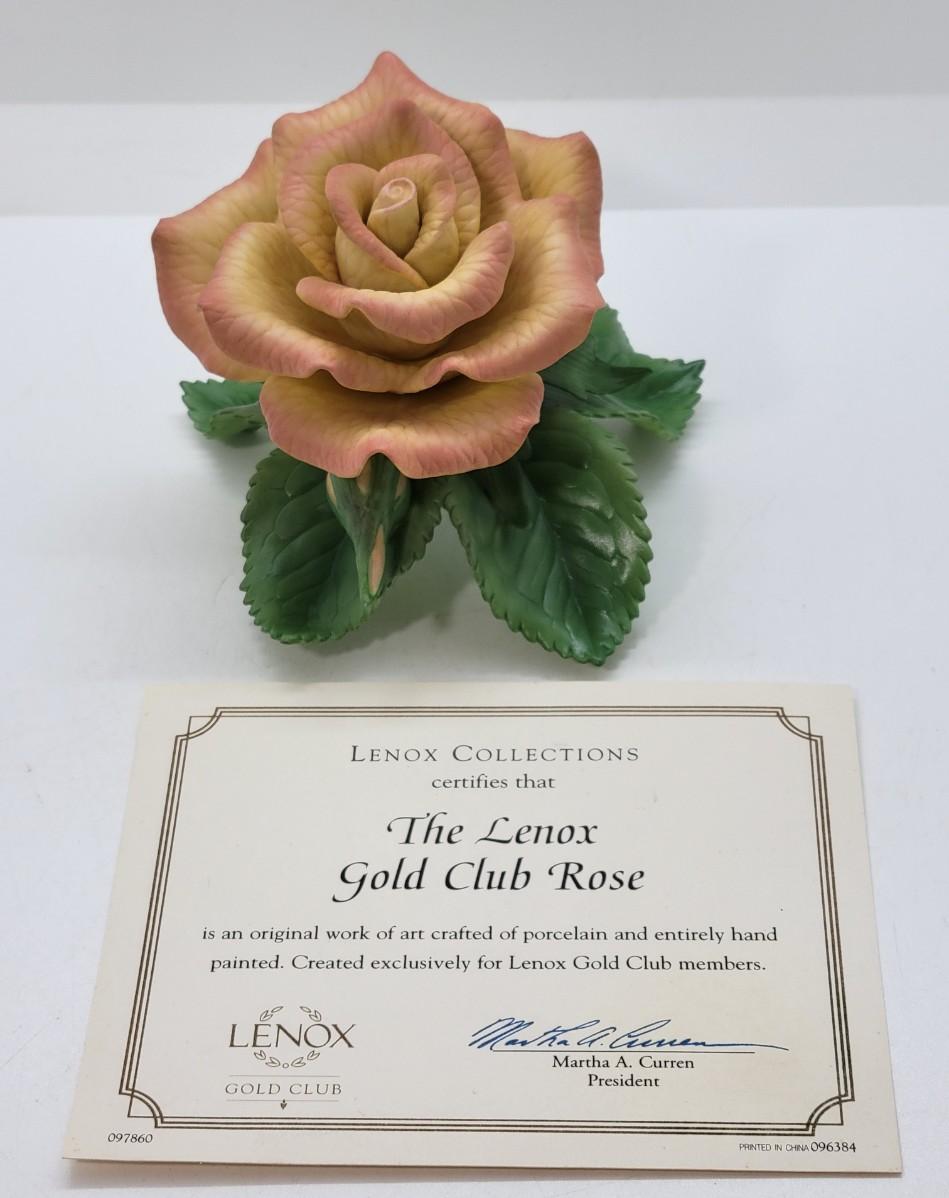 LENOX COLLECTIONS
certifies that
The Lenox
Gold Club Rose
is an original work of art crafted of porcelain and entirely hand
painted. Created exclusively for Lenox Gold Club members.
LENOX
GOLD CLUB
Martha A. Curren
Martha A. Curren
President
097860
PRINTED IN CHINA 096384